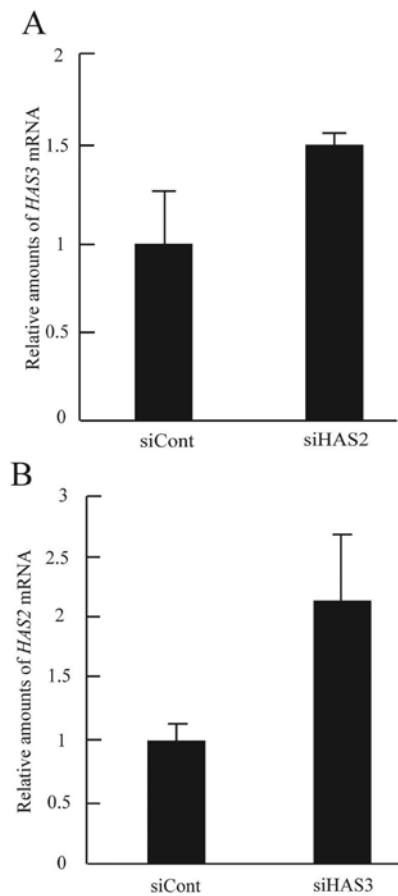 A
2
1.5
1
0.5
0
Relative amounts of HAS3 mRNA
siCont siHAS2
B
3
2.5
2
1.5
1
0.5
0
Relative amounts of HAS2 mRNA
siCont siHAS3